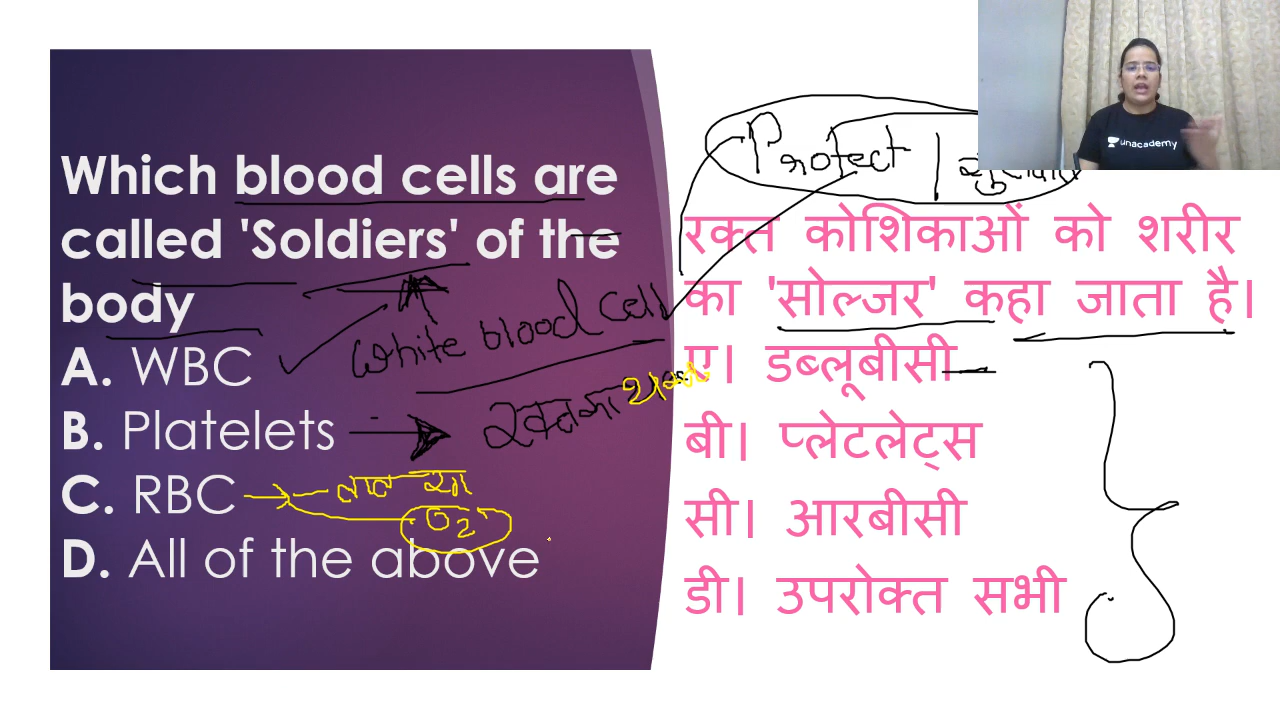 Which blood cells are
called 'Soldiers' of the
body
A. WBC
B. Platelets
C. RBC
D. All of the above
White blood Cell
O2
Protect |
unacademy
रक्त कोशिकाओं को शरीर
का 'सोल्जर' कहा जाता है।
ए। डब्लूबीसी
बी। प्लेटलेट्स
सी। आरबीसी
डी। उपरोक्त सभी